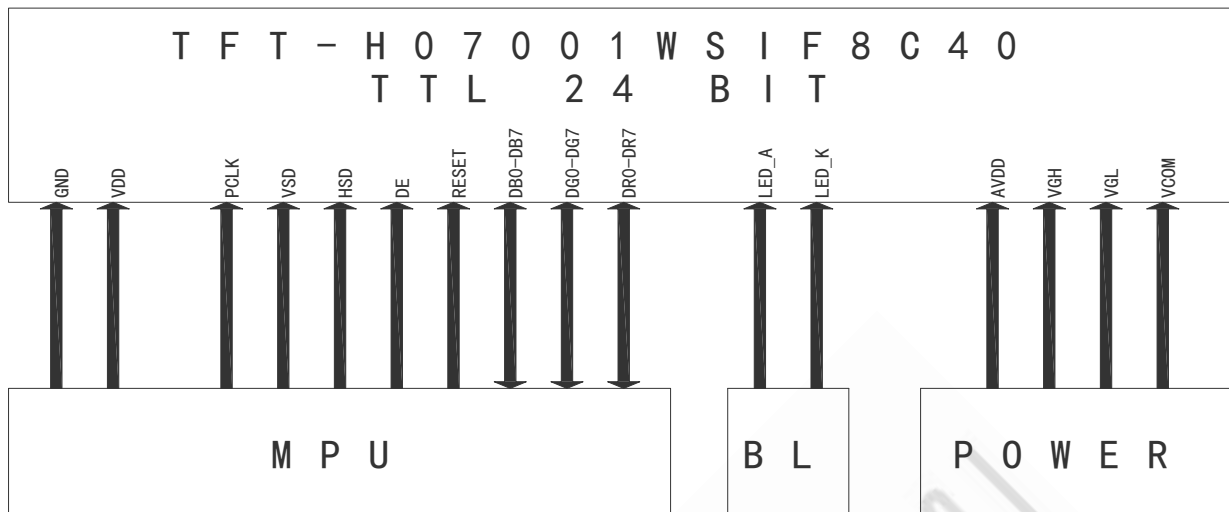 TFT-H07001WSIF8C40
TTL 24 BIT
GND
VDD
PCLK
VSD
HSD
DE
RESET
DB0-DB7
DG0-DG7
DR0-DR7
LED_A
LED_K
AVDD
VGH
VGL
VCOM
MPU
BL
POWER